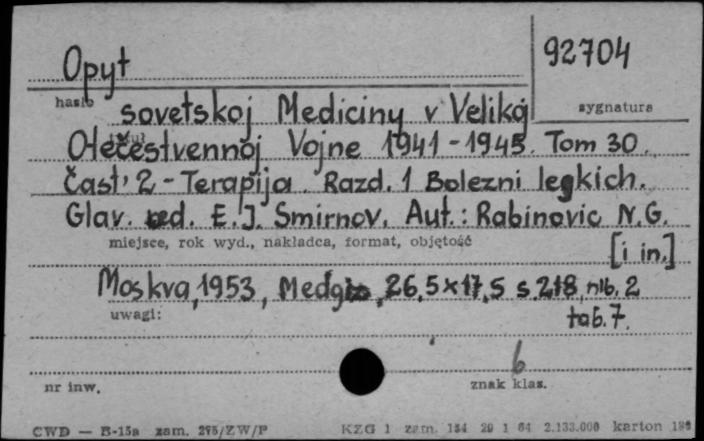 Opyt
92704
hasło
sygnatura
sovetskoj Mediciny v Velikoj
tytuł
Otečestvennoj Vojne 1941-1945. Tom 30.
Čast' 2 - Terapija. Razd. 1 Bolezni legkich.
Glav. red. E.I. Smirnov. Aut.: Rabinovic N.G.
miejsce, rok wyd., nakładca, format, objętość
[i in.]
Moskva, 1953, Medgiz, 26,5x17,5 s. 218, nlb. 2
uwagi:
tab. 7.
6
nr inw.
znak klas.
CWD — B-15a zam. 275/ZW/P
KZG 1 zam. 134 29 1 64 2.133.000 karton